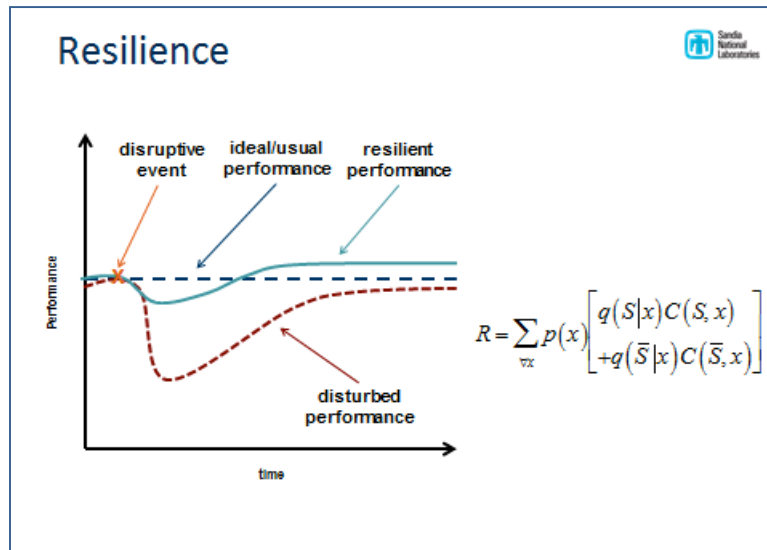 Resilience
Sandia
National
Laboratories
disruptive
event
ideal/usual
performance
resilient
performance
X
Performance
disturbed
performance
time
R = ∑ p(x) [ q(S|x)C(S, x)
+q(S̅|x)C(S̅, x) ]
∀x